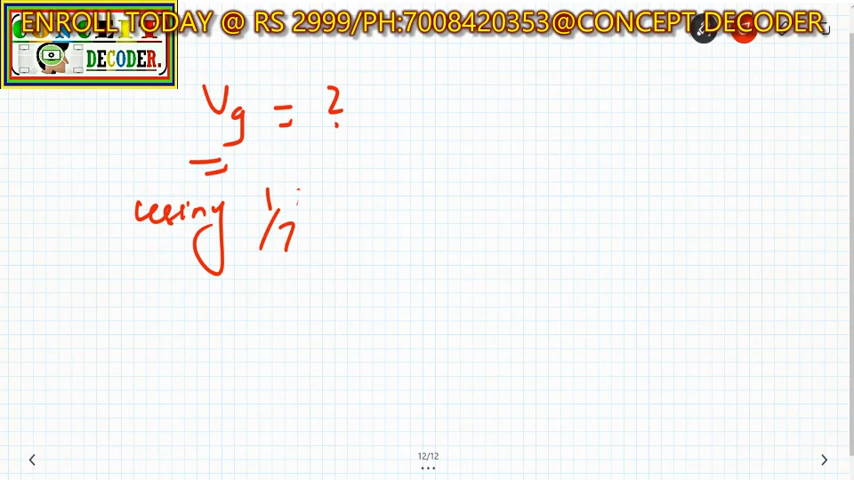 ENROLL TODAY @ RS 2999/PH:7008420353@CONCEPT DECODER.
DECODER.
Vg = ?
using 1/7
12/12